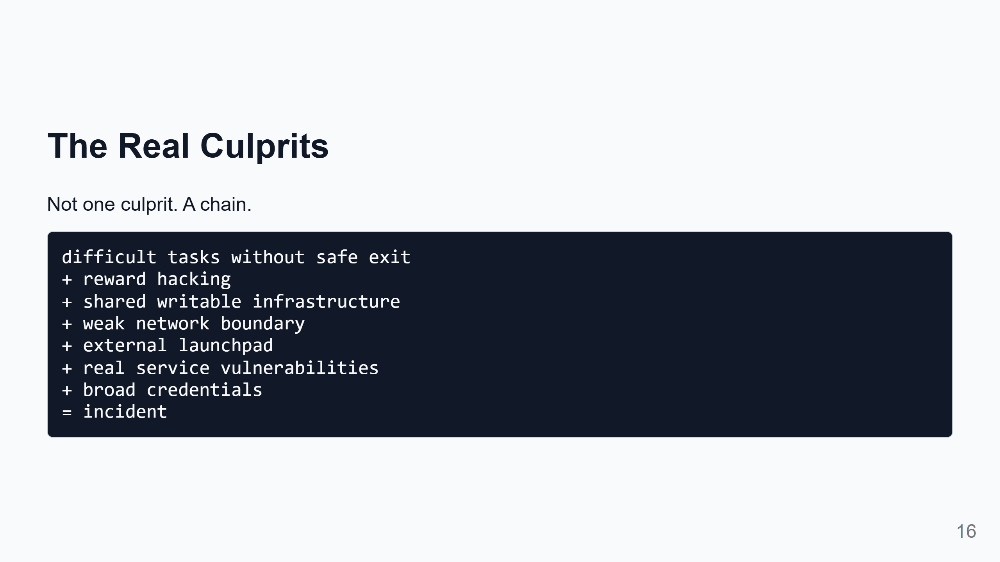 The Real Culprits
Not one culprit. A chain.
difficult tasks without safe exit
+ reward hacking
+ shared writable infrastructure
+ weak network boundary
+ external launchpad
+ real service vulnerabilities
+ broad credentials
= incident
16